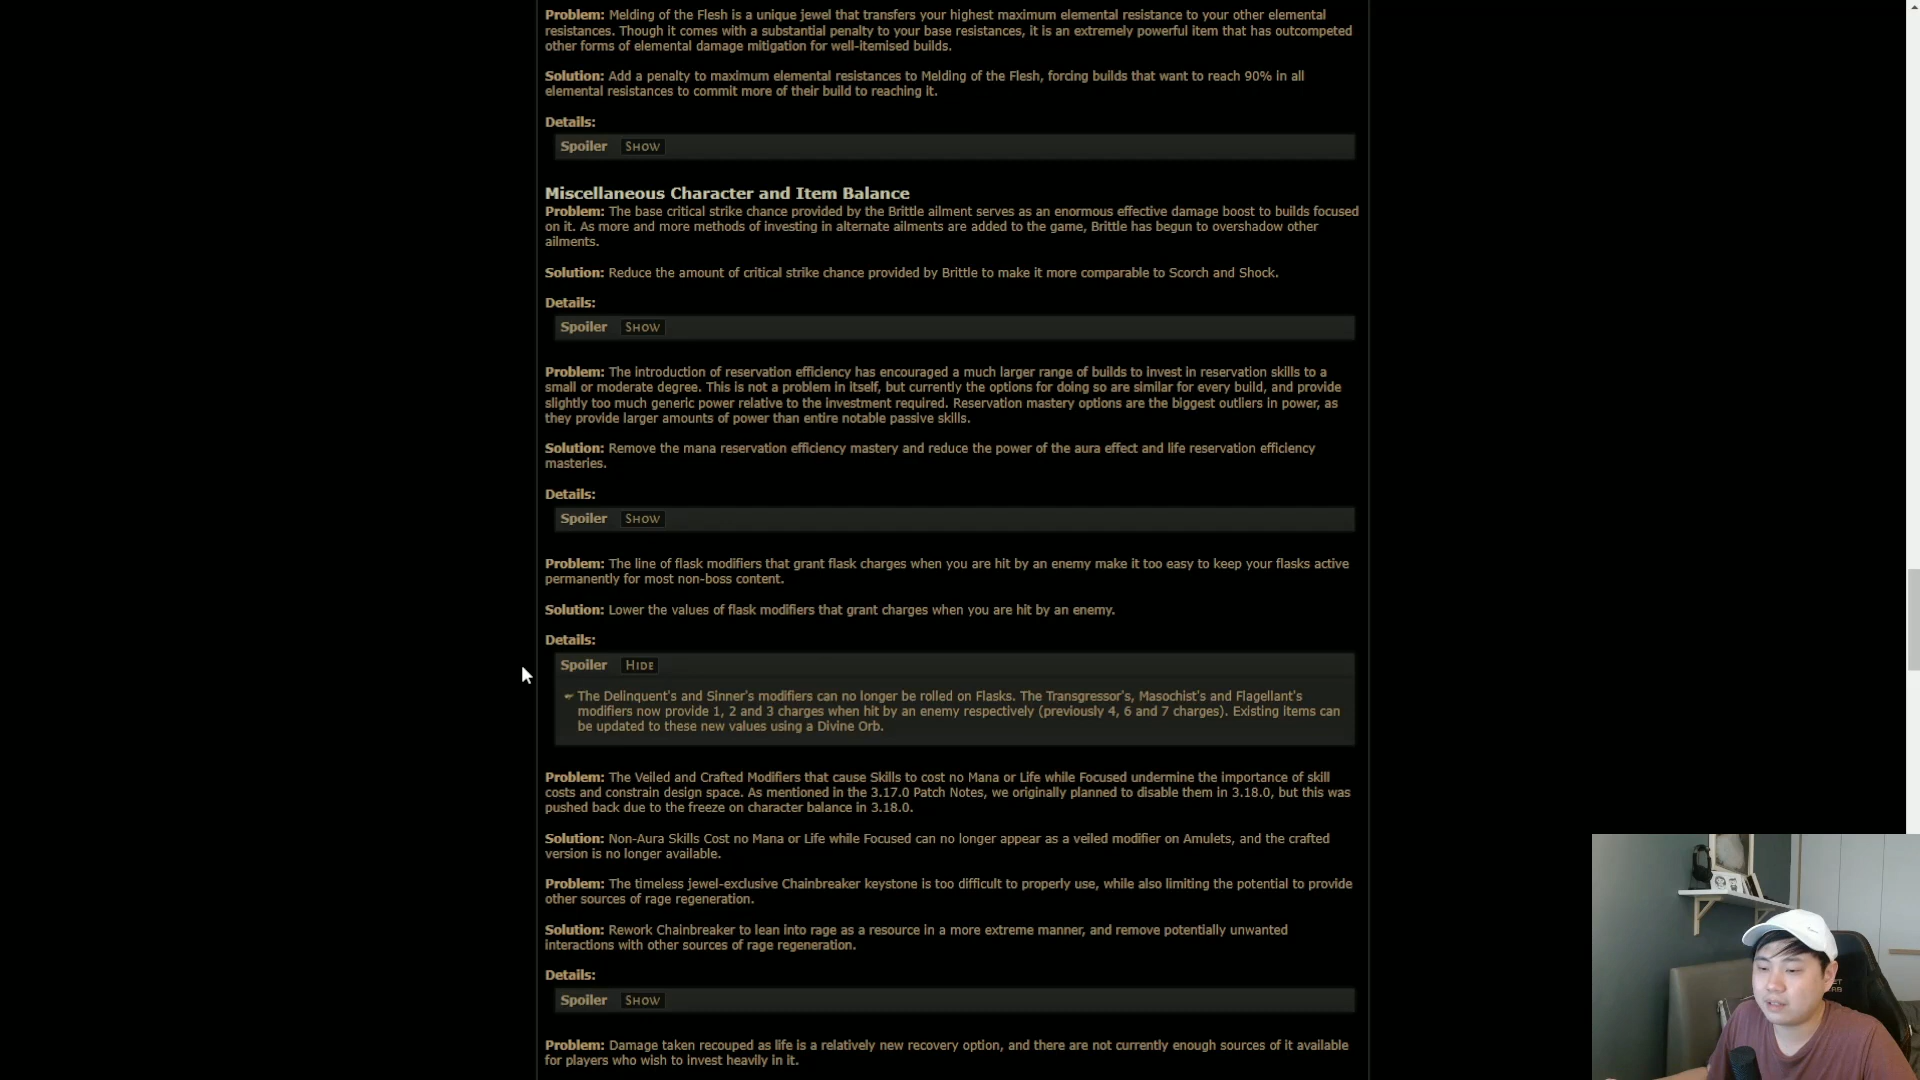 Problem: Melding of the Flesh is a unique jewel that transfers your highest maximum elemental resistance to your other elemental
resistances. Though it comes with a substantial penalty to your base resistances, it is an extremely powerful item that has outcompeted
other forms of elemental damage mitigation for well-itemised builds.
Solution: Add a penalty to maximum elemental resistances to Melding of the Flesh, forcing builds that want to reach 90% in all
elemental resistances to commit more of their build to reaching it.
Details:
Spoiler SHOW
Miscellaneous Character and Item Balance
Problem: The base critical strike chance provided by the Brittle ailment serves as an enormous effective damage boost to builds focused
on it. As more and more methods of investing in alternate ailments are added to the game, Brittle has begun to overshadow other
ailments.
Solution: Reduce the amount of critical strike chance provided by Brittle to make it more comparable to Scorch and Shock.
Details:
Spoiler SHOW
Problem: The introduction of reservation efficiency has encouraged a much larger range of builds to invest in reservation skills to a
small or moderate degree. This is not a problem in itself, but currently the options for doing so are similar for every build, and provide
slightly too much generic power relative to the investment required. Reservation mastery options are the biggest outliers in power, as
they provide larger amounts of power than entire notable passive skills.
Solution: Remove the mana reservation efficiency mastery and reduce the power of the aura effect and life reservation efficiency
masteries.
Details:
Spoiler SHOW
Problem: The line of flask modifiers that grant flask charges when you are hit by an enemy make it too easy to keep your flasks active
permanently for most non-boss content.
Solution: Lower the values of flask modifiers that grant charges when you are hit by an enemy.
Details:
Spoiler HIDE
The Delinquent's and Sinner's modifiers can no longer be rolled on Flasks. The Transgressor's, Masochist's and Flagellant's
modifiers now provide 1, 2 and 3 charges when hit by an enemy respectively (previously 4, 6 and 7 charges). Existing items can
be updated to these new values using a Divine Orb.
Problem: The Veiled and Crafted Modifiers that cause Skills to cost no Mana or Life while Focused undermine the importance of skill
costs and constrain design space. As mentioned in the 3.17.0 Patch Notes, we originally planned to disable them in 3.18.0, but this was
pushed back due to the freeze on character balance in 3.18.0.
Solution: Non-Aura Skills Cost no Mana or Life while Focused can no longer appear as a veiled modifier on Amulets, and the crafted
version is no longer available.
Problem: The timeless jewel-exclusive Chainbreaker keystone is too difficult to properly use, while also limiting the potential to provide
other sources of rage regeneration.
Solution: Rework Chainbreaker to lean into rage as a resource in a more extreme manner, and remove potentially unwanted
interactions with other sources of rage regeneration.
Details:
Spoiler SHOW
Problem: Damage taken recouped as life is a relatively new recovery option, and there are not currently enough sources of it available
for players who wish to invest heavily in it.